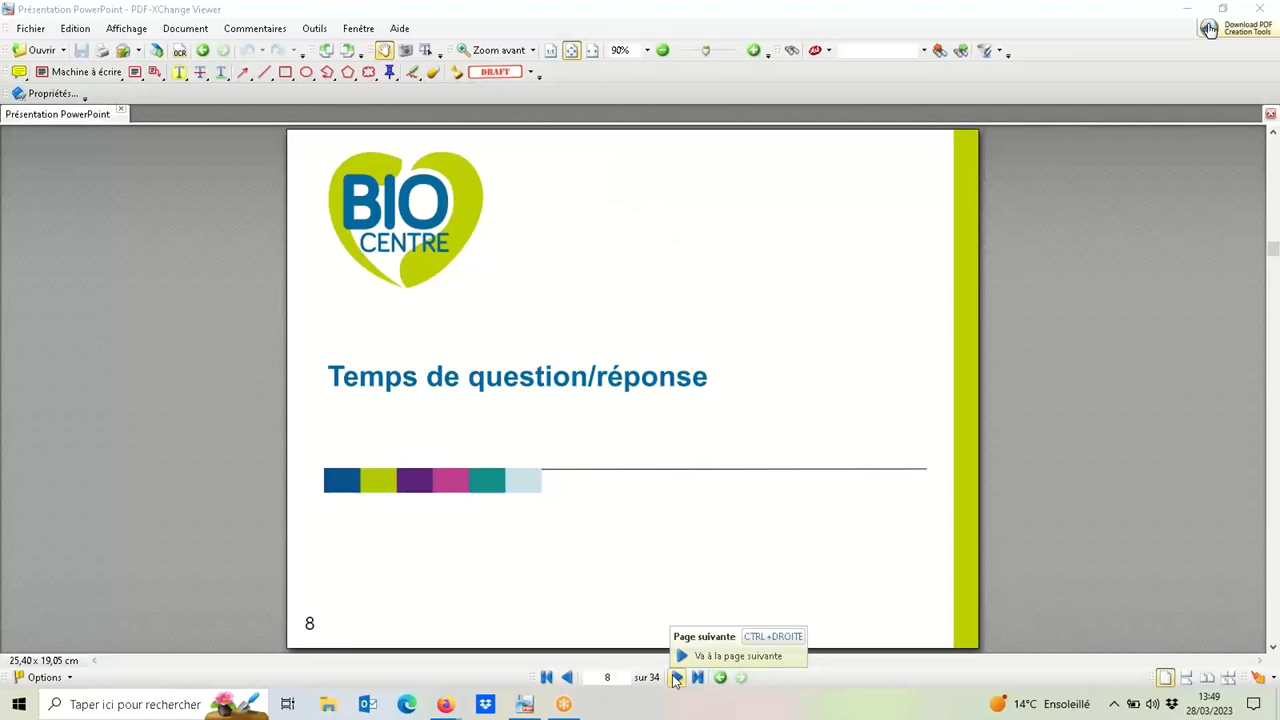 Présentation PowerPoint - PDF-XChange Viewer
Fichier Edition Affichage Document Commentaires Outils Fenêtre Aide
Download PDF
Creation Tools
Ouvrir OCR Zoom avant 90%
Machine à écrire DRAFT
Propriétés...
Présentation PowerPoint
BIO
CENTRE
Temps de question/réponse
8
Page suivante CTRL+DROITE
Va à la page suivante
25,40 x 19,05 cm
Options 8 sur 34
Taper ici pour rechercher 14°C Ensoleillé 13:49
28/03/2023